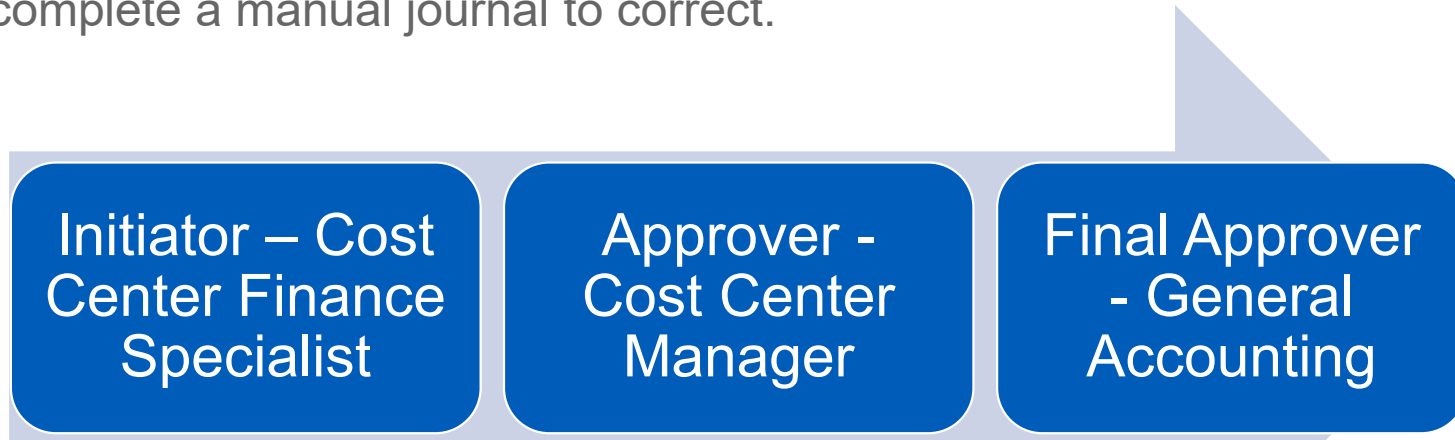 complete a manual journal to correct.
Initiator – Cost
Center Finance
Specialist
Approver -
Cost Center
Manager
Final Approver
- General
Accounting